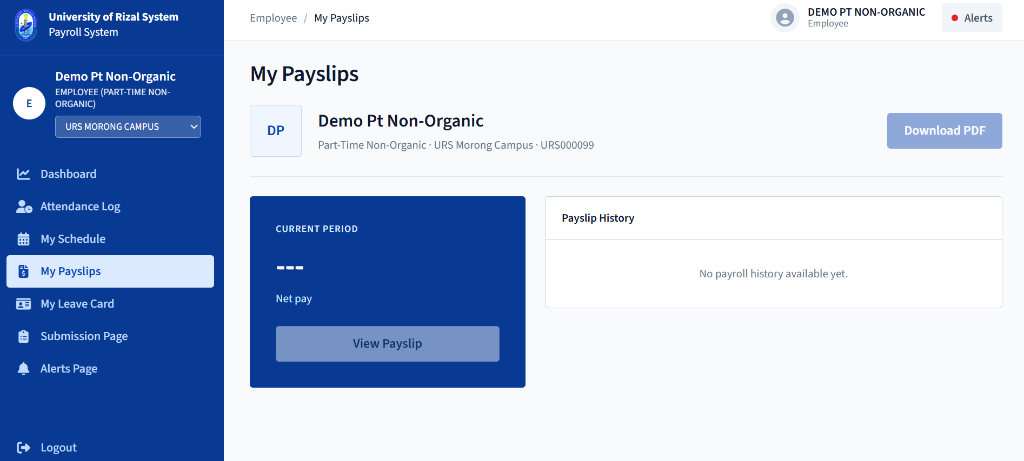 University of Rizal System
Payroll System
E
Demo Pt Non-Organic
EMPLOYEE (PART-TIME NON-
ORGANIC)
URS MORONG CAMPUS
Dashboard
Attendance Log
My Schedule
My Payslips
My Leave Card
Submission Page
Alerts Page
Logout
Employee / My Payslips
DEMO PT NON-ORGANIC
Employee
Alerts
My Payslips
DP
Demo Pt Non-Organic
Part-Time Non-Organic · URS Morong Campus · URS000099
Download PDF
CURRENT PERIOD
---
Net pay
View Payslip
Payslip History
No payroll history available yet.